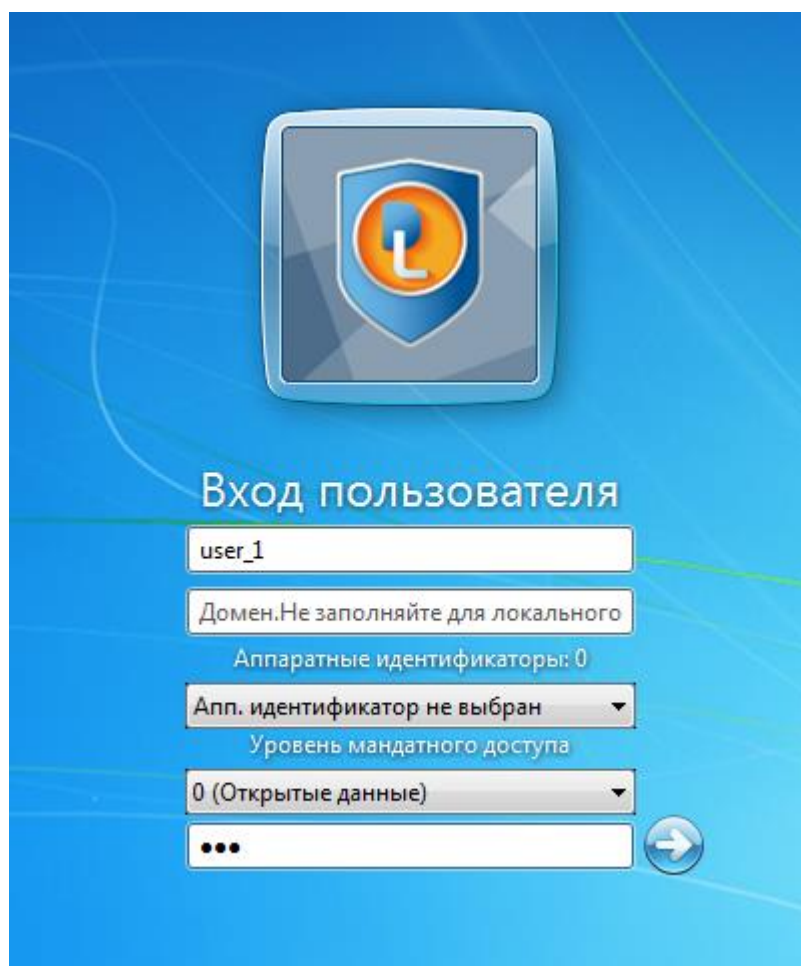 DL
Вход пользователя
user_1
Домен.Не заполняйте для локального
Аппаратные идентификаторы: 0
Апп. идентификатор не выбран
Уровень мандатного доступа
0 (Открытые данные)
•••